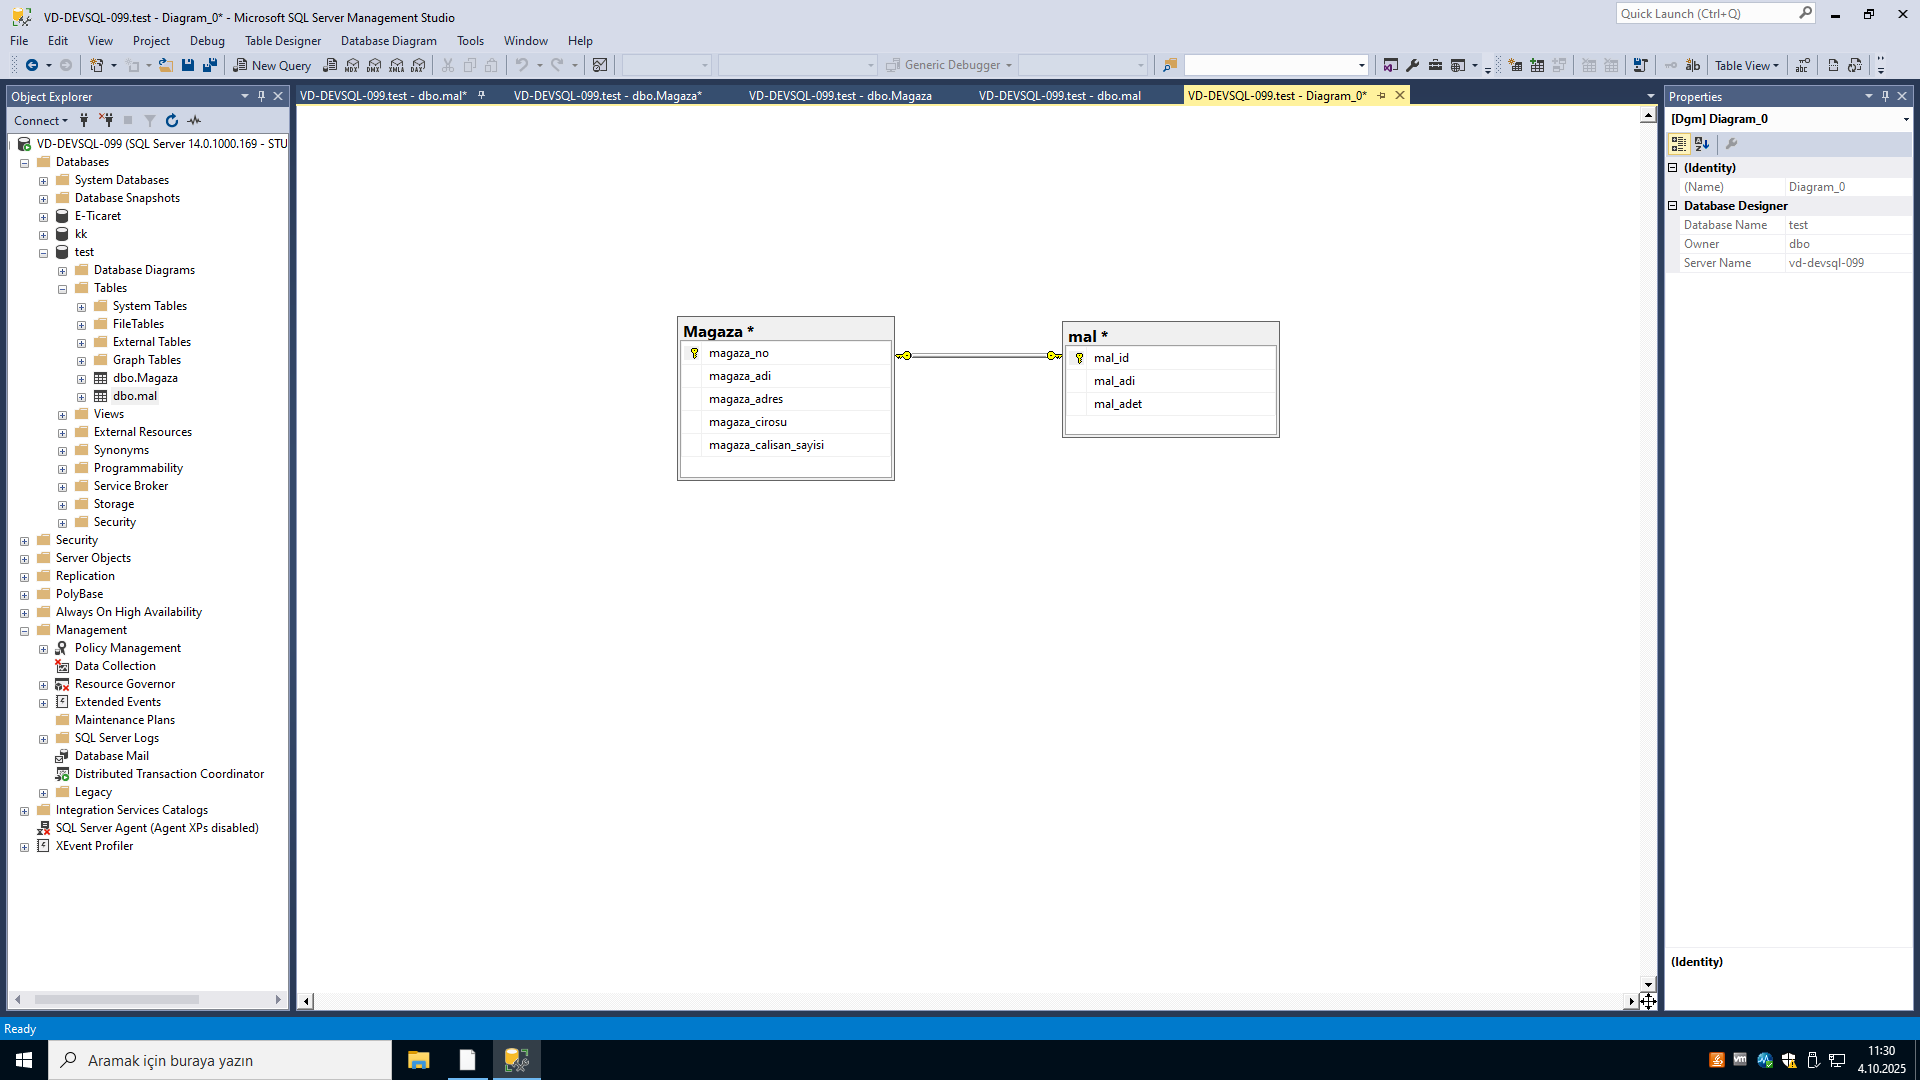 VD-DEVSQL-099.test - Diagram_0* - Microsoft SQL Server Management Studio
Quick Launch (Ctrl+Q)
File Edit View Project Debug Table Designer Database Diagram Tools Window Help
New Query
MDX DMX XMLA DAX
Generic Debugger
Table View
Object Explorer
VD-DEVSQL-099.test - dbo.mal* VD-DEVSQL-099.test - dbo.Magaza* VD-DEVSQL-099.test - dbo.Magaza VD-DEVSQL-099.test - dbo.mal VD-DEVSQL-099.test - Diagram_0*
Connect
VD-DEVSQL-099 (SQL Server 14.0.1000.169 - STU
Databases
System Databases
Database Snapshots
E-Ticaret
kk
test
Database Diagrams
Tables
System Tables
FileTables
External Tables
Graph Tables
dbo.Magaza
dbo.mal
Views
External Resources
Synonyms
Programmability
Service Broker
Storage
Security
Security
Server Objects
Replication
PolyBase
Always On High Availability
Management
Policy Management
Data Collection
Resource Governor
Extended Events
Maintenance Plans
SQL Server Logs
Database Mail
Distributed Transaction Coordinator
Legacy
Integration Services Catalogs
SQL Server Agent (Agent XPs disabled)
XEvent Profiler
Magaza *
magaza_no
magaza_adi
magaza_adres
magaza_cirosu
magaza_calisan_sayisi
mal *
mal_id
mal_adi
mal_adet
Properties
[Dgm] Diagram_0
(Identity)
(Name) Diagram_0
Database Designer
Database Name test
Owner dbo
Server Name vd-devsql-099
(Identity)
Ready
Aramak için buraya yazın
11:30
4.10.2025